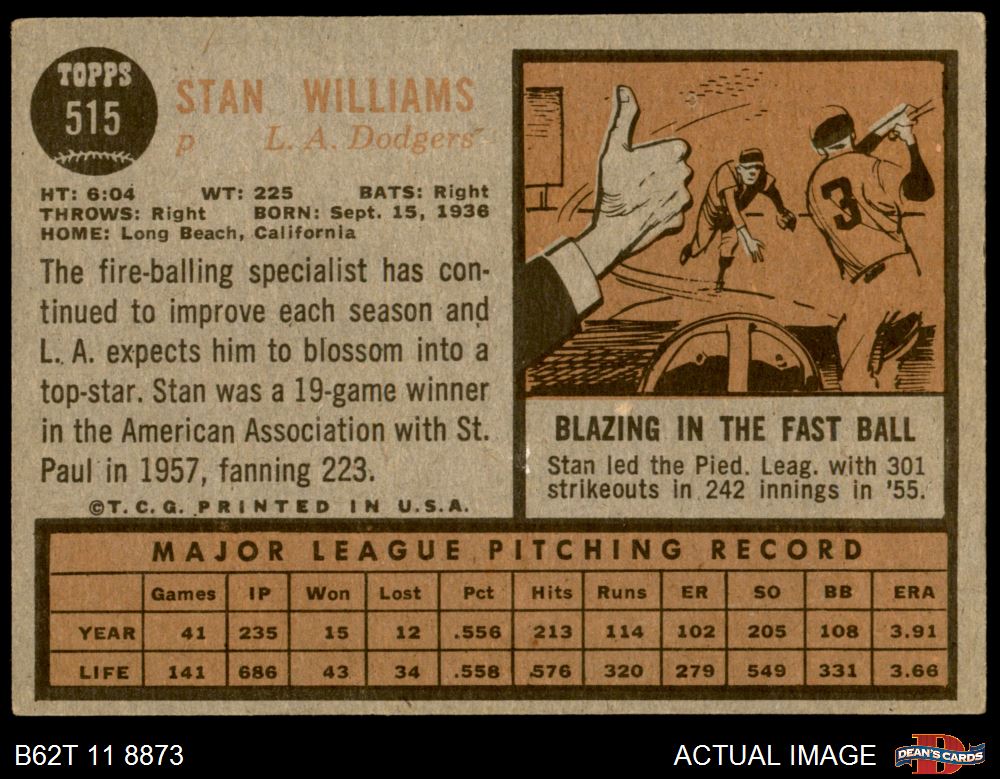 TOPPS
515
STAN WILLIAMS
p L. A. Dodgers
HT: 6:04 WT: 225 BATS: Right
THROWS: Right BORN: Sept. 15, 1936
HOME: Long Beach, California
The fire-balling specialist has con-
tinued to improve each season and
L. A. expects him to blossom into a
top-star. Stan was a 19-game winner
in the American Association with St.
Paul in 1957, fanning 223.
©T. C. G. PRINTED IN U.S.A.
3
BLAZING IN THE FAST BALL
Stan led the Pied. Leag. with 301
strikeouts in 242 innings in '55.
MAJOR LEAGUE PITCHING RECORD
Games IP Won Lost Pct Hits Runs ER SO BB ERA
YEAR 41 235 15 12 .556 213 114 102 205 108 3.91
LIFE 141 686 43 34 .558 .576 320 279 549 331 3.66
B62T 11 8873 ACTUAL IMAGE DEAN'S CARDS